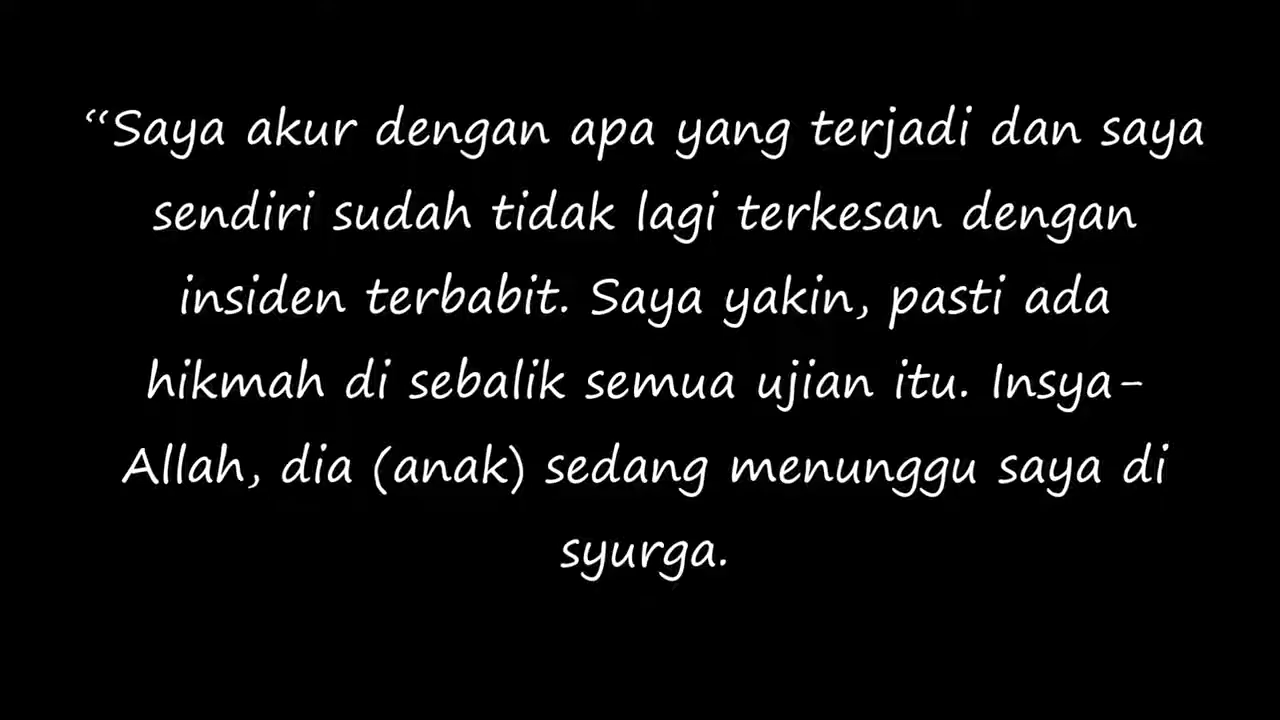 “Saya akur dengan apa yang terjadi dan saya
sendiri sudah tidak lagi terkesan dengan
insiden terbabit. Saya yakin, pasti ada
hikmah di sebalik semua ujian itu. Insya-
Allah, dia (anak) sedang menunggu saya di
syurga.